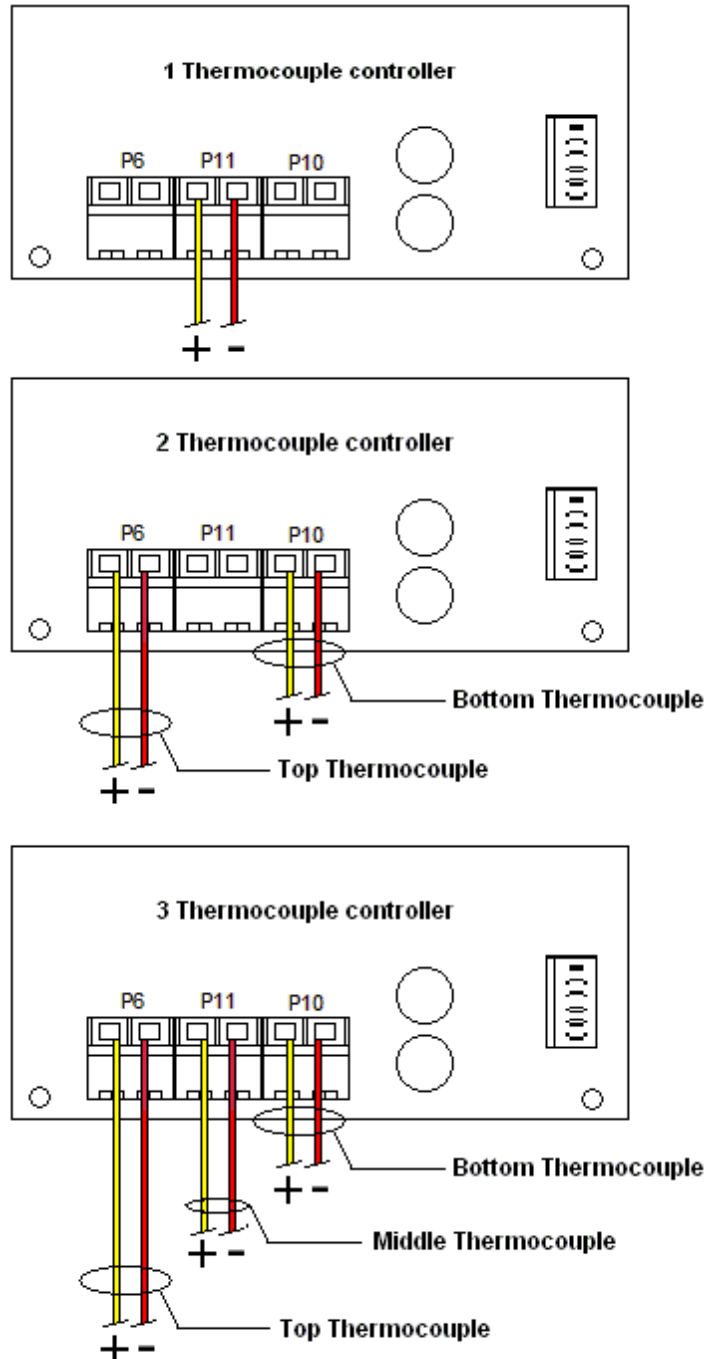 1 Thermocouple controller
P6 P11 P10
+ -
2 Thermocouple controller
P6 P11 P10
Bottom Thermocouple
+ -
Top Thermocouple
+ -
3 Thermocouple controller
P6 P11 P10
Bottom Thermocouple
+ -
Middle Thermocouple
+ -
Top Thermocouple
+ -